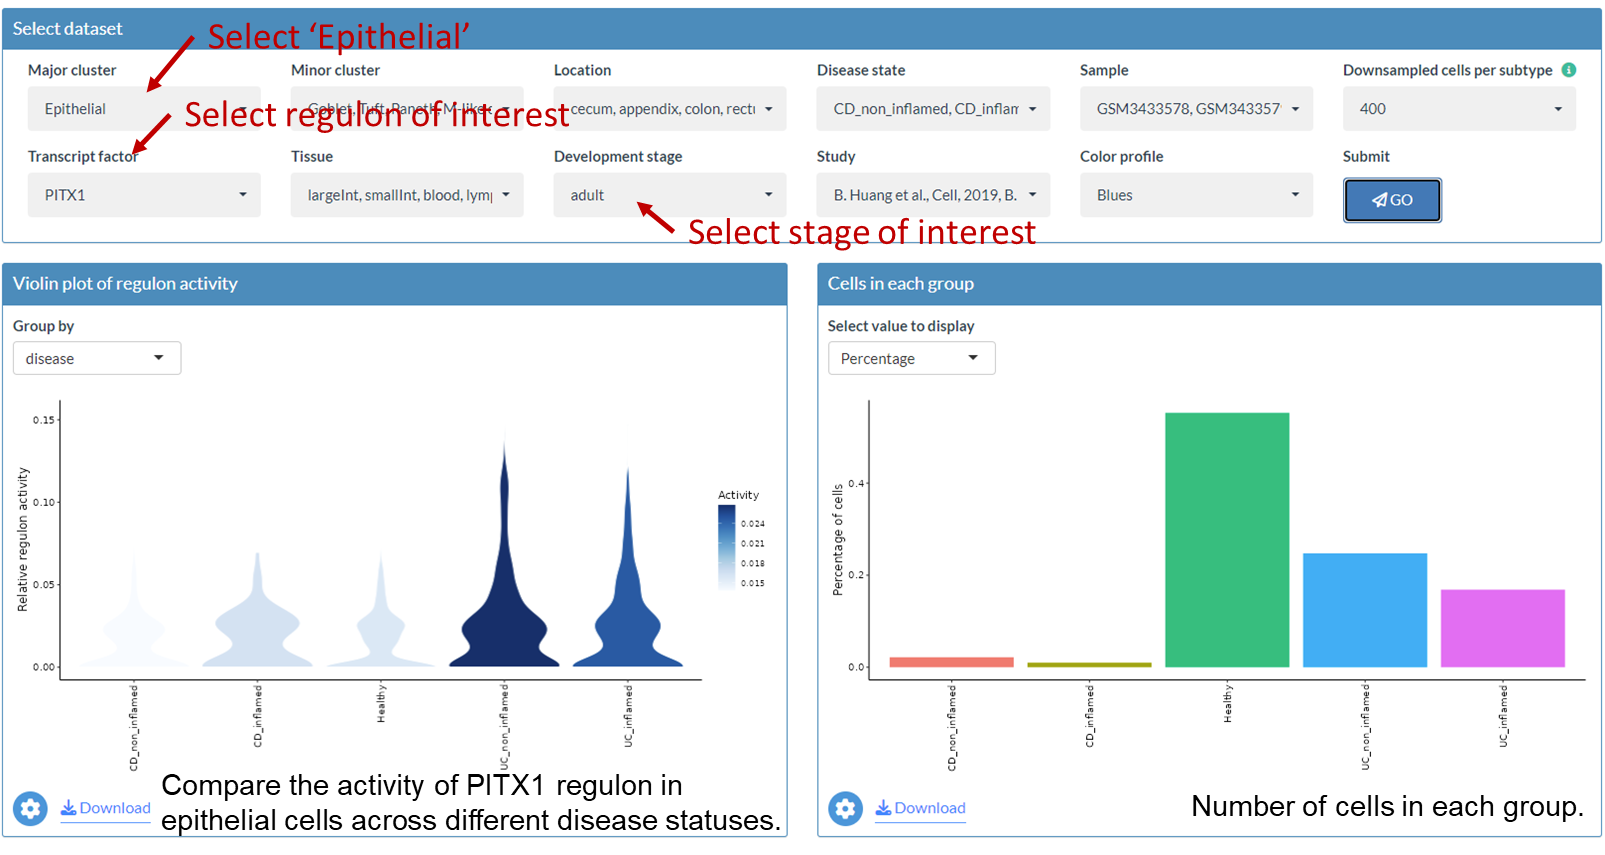 Select dataset
Select ‘Epithelial’
Major cluster
Minor cluster
Location
Disease state
Sample
Downsampled cells per subtype
Epithelial
Goblet, Tuft, Paneth, M-like
cecum, appendix, colon, rectu
CD_non_inflamed, CD_inflam
GSM3433578, GSM3433579
400
Select regulon of interest
Transcript factor
Tissue
Development stage
Study
Color profile
Submit
PITX1
largeInt, smallInt, blood, lymp
adult
B. Huang et al., Cell, 2019, B.
Blues
GO
Select stage of interest
Violin plot of regulon activity
Group by
disease
Relative regulon activity
0.15
0.10
0.05
0.00
CD_non_inflamed
CD_inflamed
Healthy
UC_non_inflamed
UC_inflamed
Activity
0.024
0.021
0.018
0.015
Download
Compare the activity of PITX1 regulon in
epithelial cells across different disease statuses.
Cells in each group
Select value to display
Percentage
Percentage of cells
0.4
0.2
0.0
CD_non_inflamed
CD_inflamed
Healthy
UC_non_inflamed
UC_inflamed
Download
Number of cells in each group.